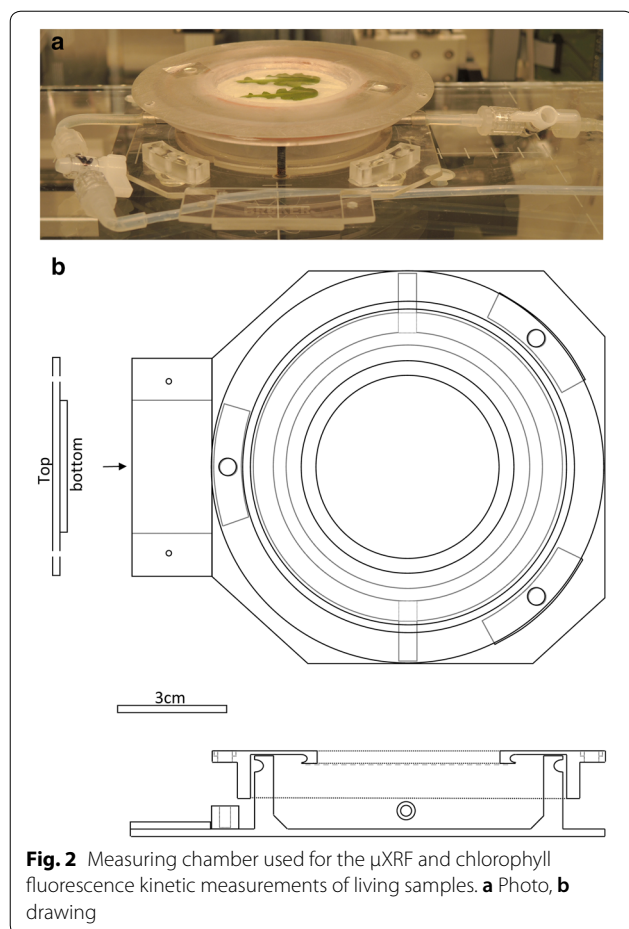 a
b
Top
bottom
3cm
Fig. 2 Measuring chamber used for the µXRF and chlorophyll
fluorescence kinetic measurements of living samples. a Photo, b
drawing